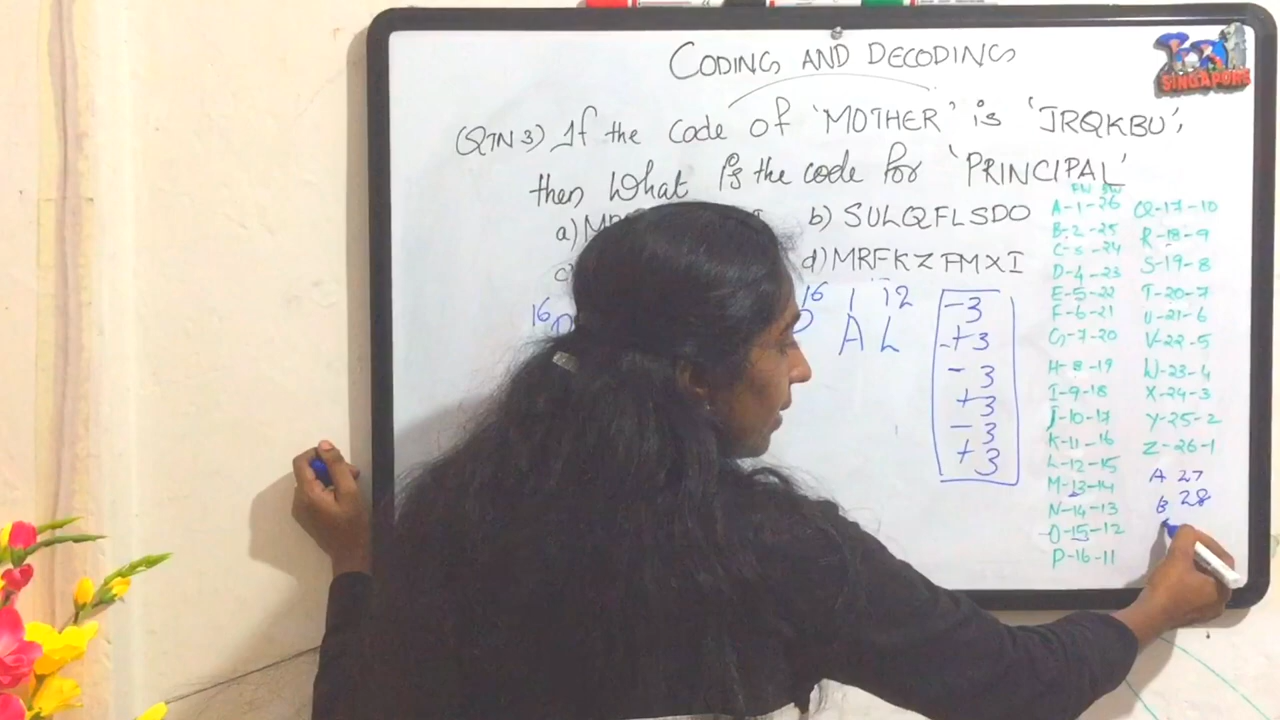 CODING AND DECODING
SINGAPORE
(QTN 3) If the code of 'MOTHER' is 'JRQKBU',
then What is the code for 'PRINCIPAL'
a)
b) SULQFLSDO
c)
d) MRFKZFMXI
FW BW
A-1-26
B-2-25
C-3-24
D-4-23
E-5-22
F-6-21
G-7-20
H-8-19
I-9-18
J-10-17
K-11-16
L-12-15
M-13-14
N-14-13
O-15-12
P-16-11
Q-17-10
R-18-9
S-19-8
T-20-7
U-21-6
V-22-5
W-23-4
X-24-3
Y-25-2
Z-26-1
A 27
B 28
16 16 1 12
P A L
-3
+3
-3
+3
-3
+3